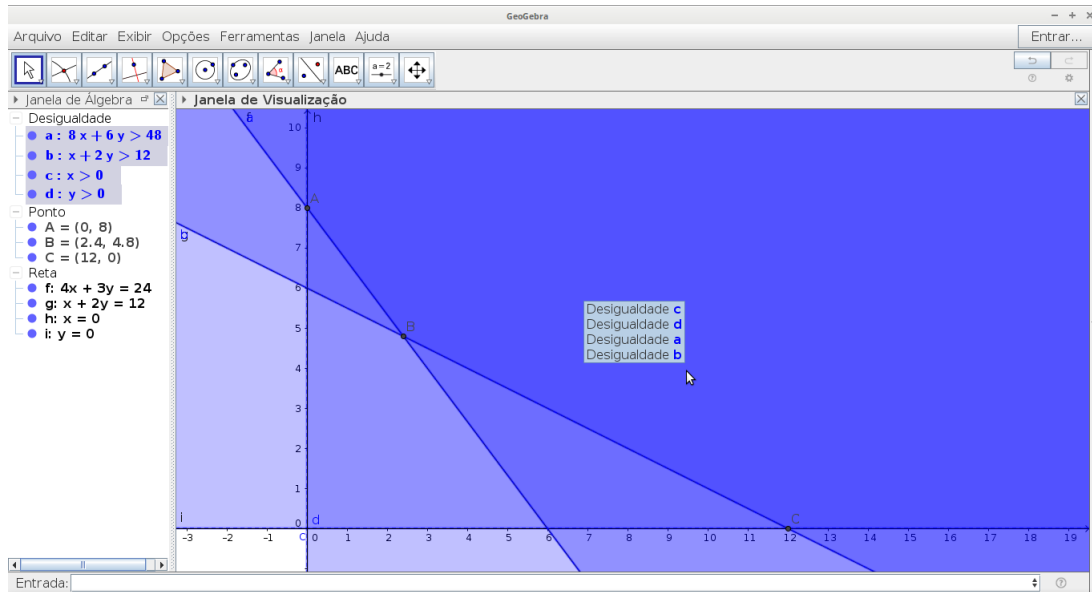 GeoGebra
Arquivo Editar Exibir Opções Ferramentas Janela Ajuda
Entrar...
ABC
a=2
Janela de Álgebra
Desigualdade
a : 8 x + 6 y > 48
b : x + 2 y > 12
c : x > 0
d : y > 0
Ponto
A = (0, 8)
B = (2.4, 4.8)
C = (12, 0)
Reta
f: 4x + 3y = 24
g: x + 2y = 12
h: x = 0
i: y = 0
Janela de Visualização
h
10
9
A
8
7
g
6
B
5
4
3
2
1
0
i
d
C
c
-3 -2 -1 0 1 2 3 4 5 6 7 8 9 10 11 12 13 14 15 16 17 18 19
Desigualdade c
Desigualdade d
Desigualdade a
Desigualdade b
Entrada: